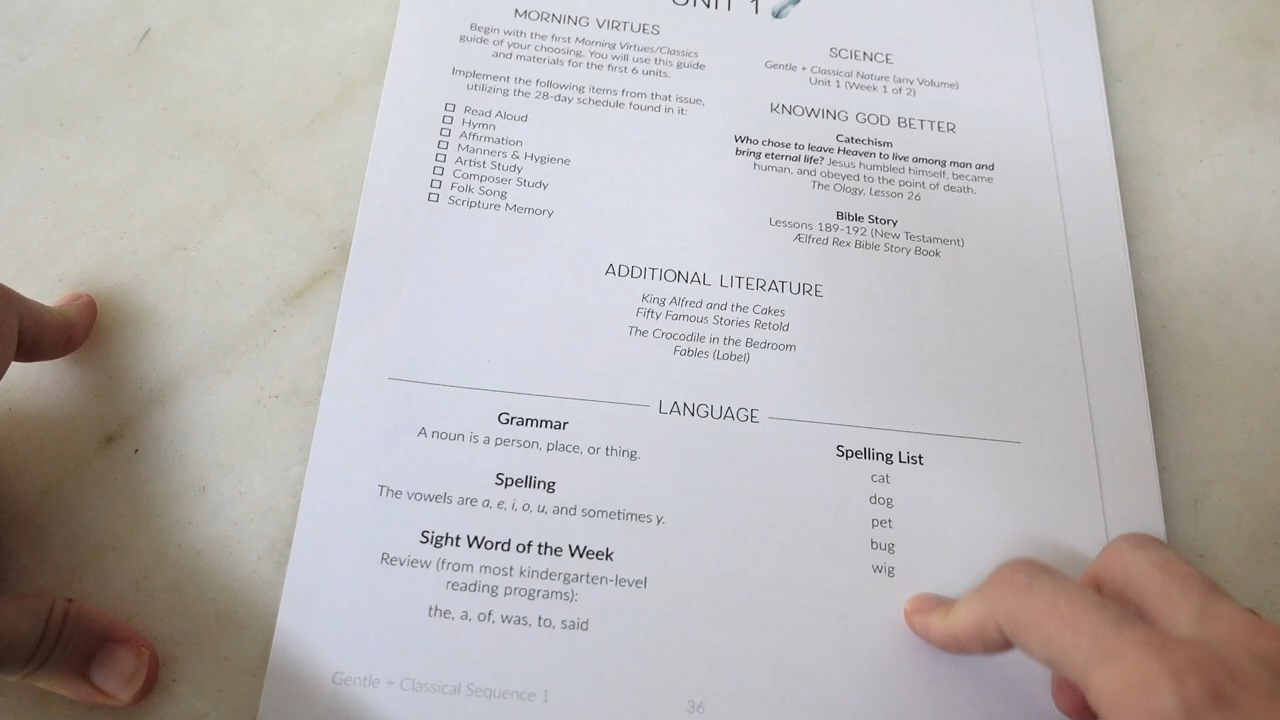 UNIT 1
MORNING VIRTUES
Begin with the first Morning Virtues/Classics
guide of your choosing. You will use this guide
and materials for the first 6 units.
Implement the following items from that issue,
utilizing the 28-day schedule found in it:
Read Aloud
Hymn
Affirmation
Manners & Hygiene
Artist Study
Composer Study
Folk Song
Scripture Memory
SCIENCE
Gentle + Classical Nature (any Volume)
Unit 1 (Week 1 of 2)
KNOWING GOD BETTER
Catechism
Who chose to leave Heaven to live among man and
bring eternal life? Jesus humbled himself, became
human, and obeyed to the point of death.
The Ology, Lesson 26
Bible Story
Lessons 189-192 (New Testament)
Ælfred Rex Bible Story Book
ADDITIONAL LITERATURE
King Alfred and the Cakes
Fifty Famous Stories Retold
The Crocodile in the Bedroom
Fables (Lobel)
LANGUAGE
Grammar
A noun is a person, place, or thing.
Spelling
The vowels are a, e, i, o, u, and sometimes y.
Sight Word of the Week
Review (from most kindergarten-level
reading programs):
the, a, of, was, to, said
Spelling List
cat
dog
pet
bug
wig
Gentle + Classical Sequence 1
36